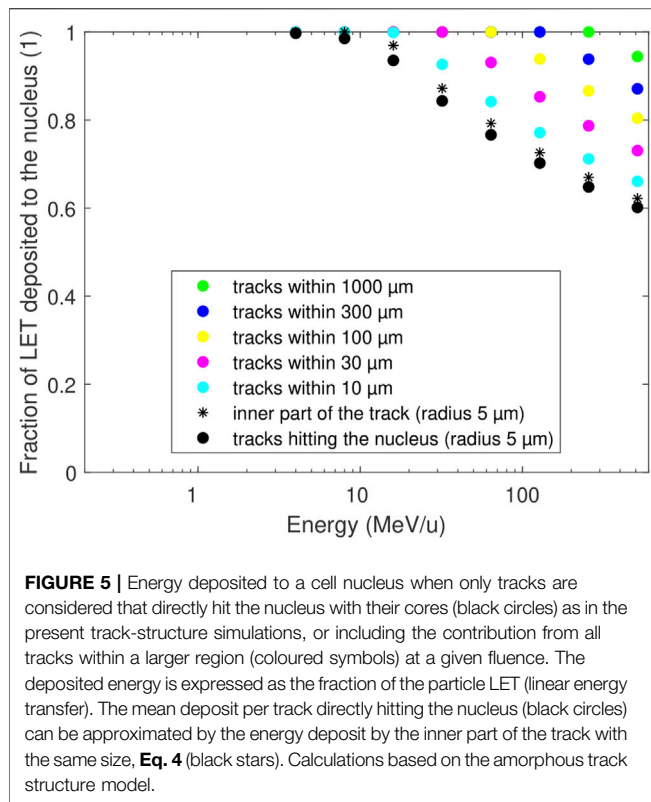 Fraction of LET deposited to the nucleus (1)
1
0.8
0.6
0.4
0.2
0
tracks within 1000 µm
tracks within 300 µm
tracks within 100 µm
tracks within 30 µm
tracks within 10 µm
inner part of the track (radius 5 µm)
tracks hitting the nucleus (radius 5 µm)
1 10 100
Energy (MeV/u)
FIGURE 5 | Energy deposited to a cell nucleus when only tracks are
considered that directly hit the nucleus with their cores (black circles) as in the
present track-structure simulations, or including the contribution from all
tracks within a larger region (coloured symbols) at a given fluence. The
deposited energy is expressed as the fraction of the particle LET (linear energy
transfer). The mean deposit per track directly hitting the nucleus (black circles)
can be approximated by the energy deposit by the inner part of the track with
the same size, Eq. 4 (black stars). Calculations based on the amorphous track
structure model.